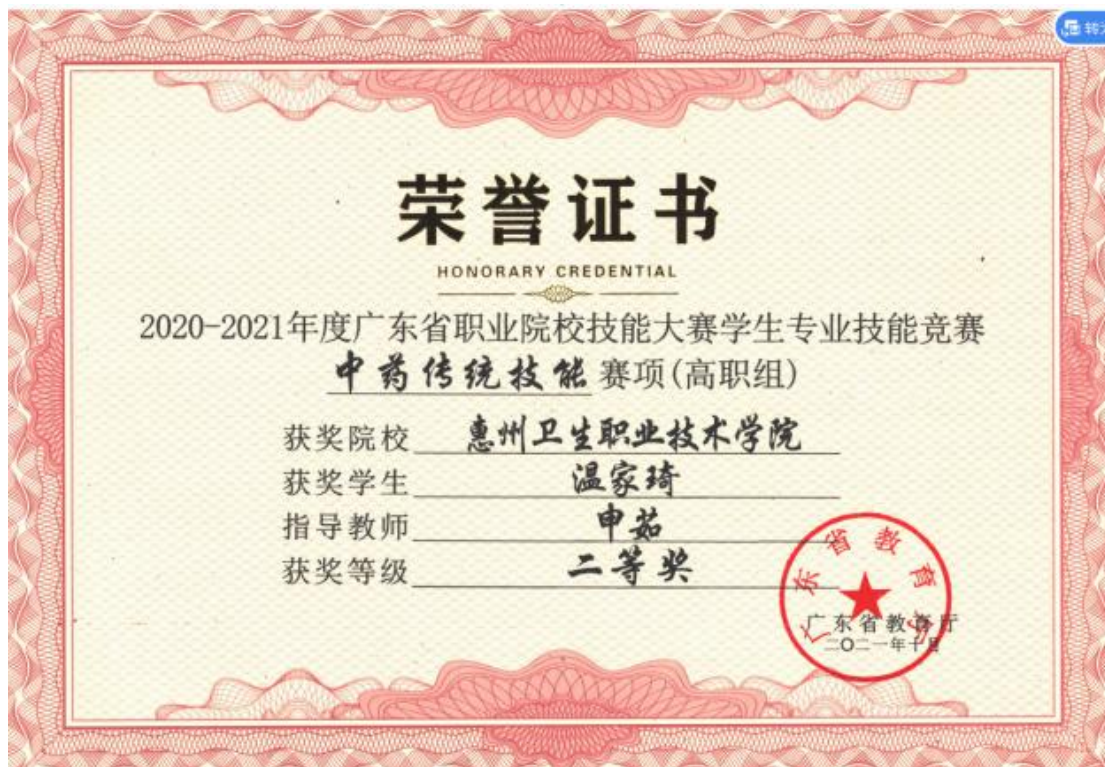 转
荣誉证书
HONORARY CREDENTIAL
2020-2021年度广东省职业院校技能大赛学生专业技能竞赛
中药传统技能 赛项(高职组)
获奖院校 惠州卫生职业技术学院
获奖学生 温家琦
指导教师 申茹
获奖等级 二等奖
广东省教育厅
广东省教育厅
二〇二一年十月